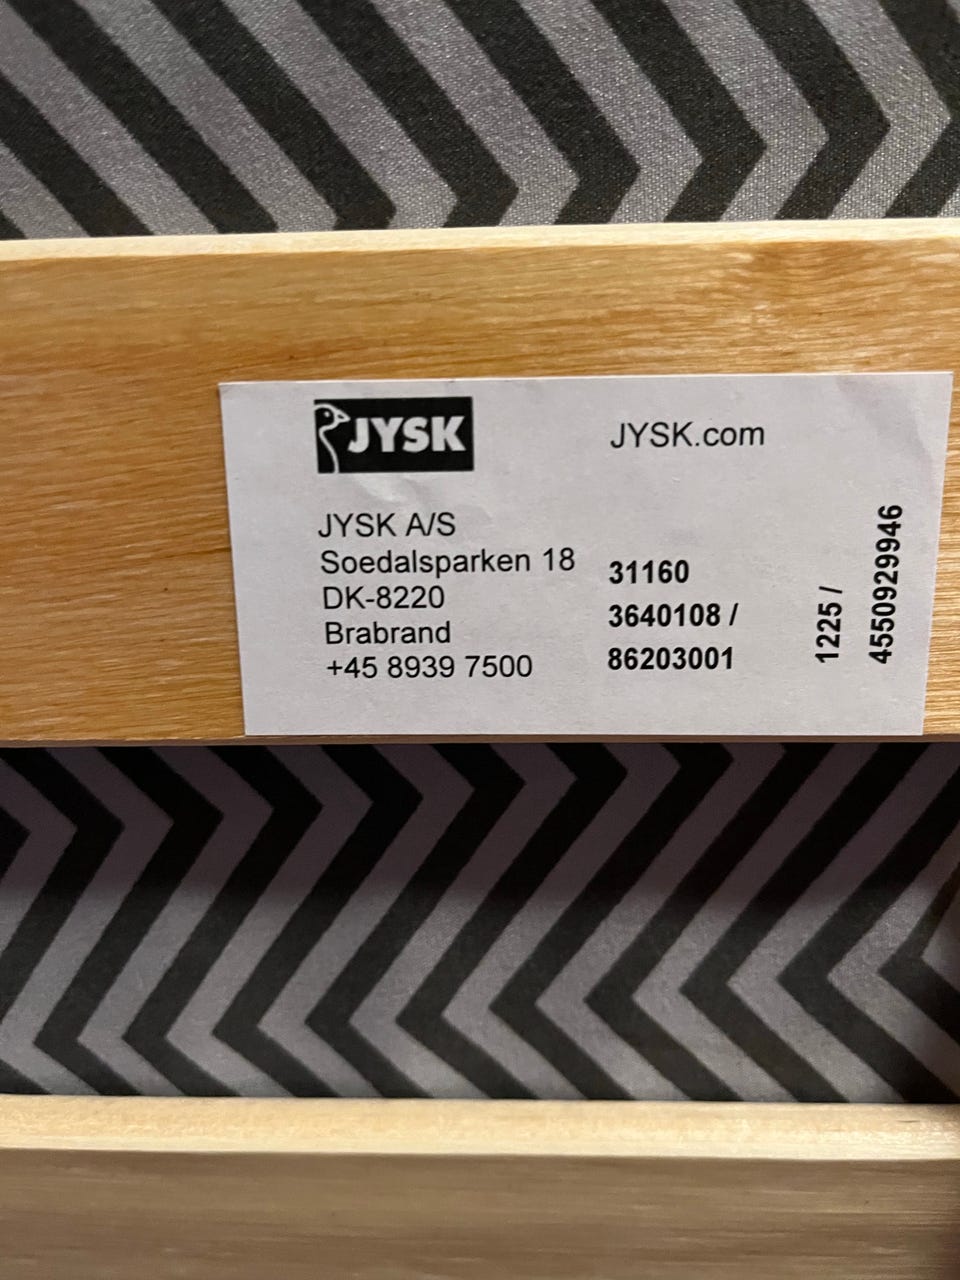 JYSK
JYSK.com
JYSK A/S
Soedalsparken 18
DK-8220
Brabrand
+45 8939 7500
31160
3640108 /
86203001
1225 /
4550929946